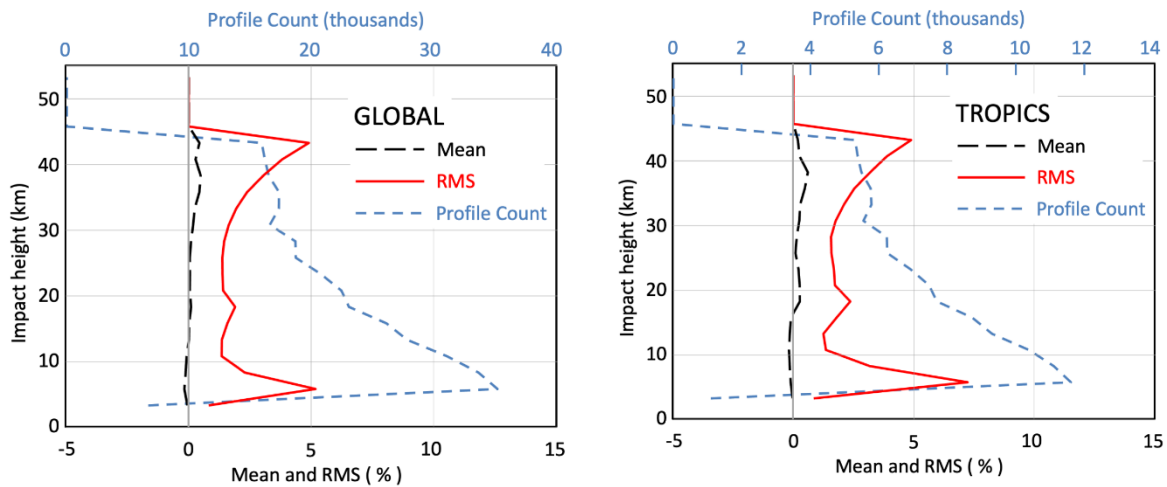 Profile Count (thousands)
0 10 20 30 40
50
40
30
20
10
0
Impact height (km)
GLOBAL
Mean
RMS
Profile Count
-5 0 5 10 15
Mean and RMS ( % )
Profile Count (thousands)
0 2 4 6 8 10 12 14
50
40
30
20
10
0
Impact height (km)
TROPICS
Mean
RMS
Profile Count
-5 0 5 10 15
Mean and RMS ( % )